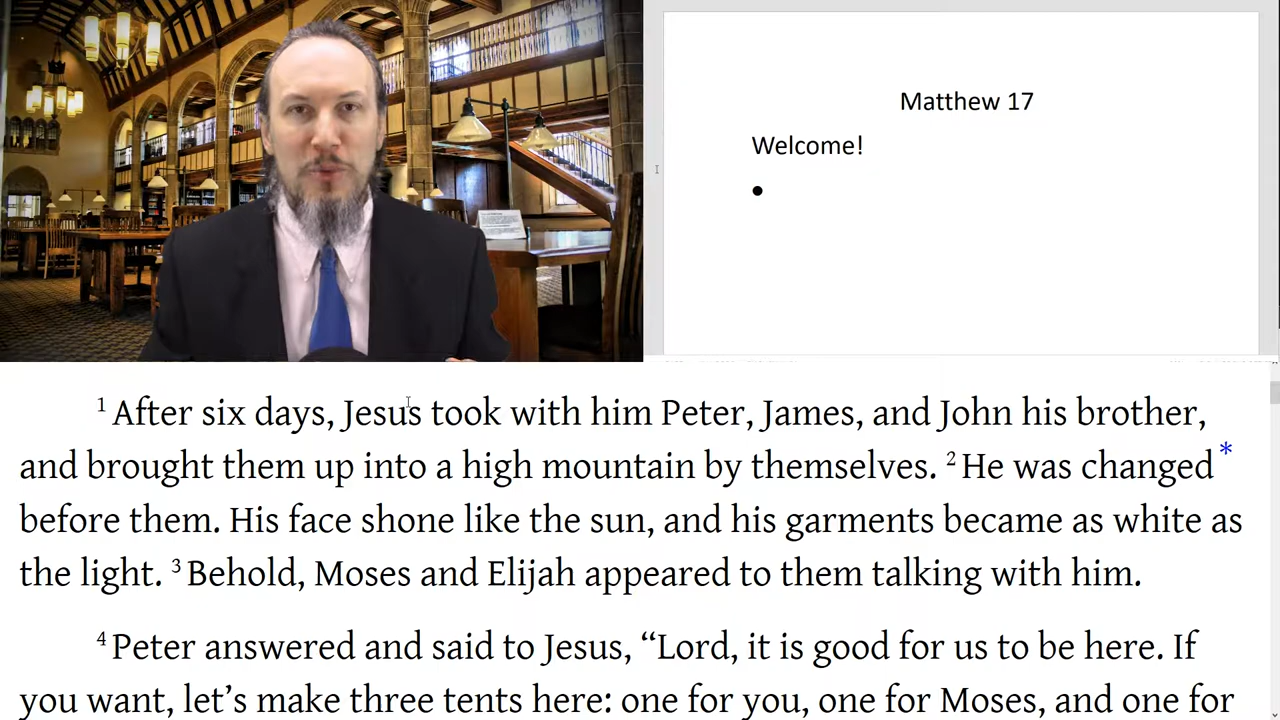 Matthew 17
Welcome!
●
1 After six days, Jesus took with him Peter, James, and John his brother,
and brought them up into a high mountain by themselves. 2 He was changed*
before them. His face shone like the sun, and his garments became as white as
the light. 3 Behold, Moses and Elijah appeared to them talking with him.
4 Peter answered and said to Jesus, “Lord, it is good for us to be here. If
you want, let’s make three tents here: one for you, one for Moses, and one for